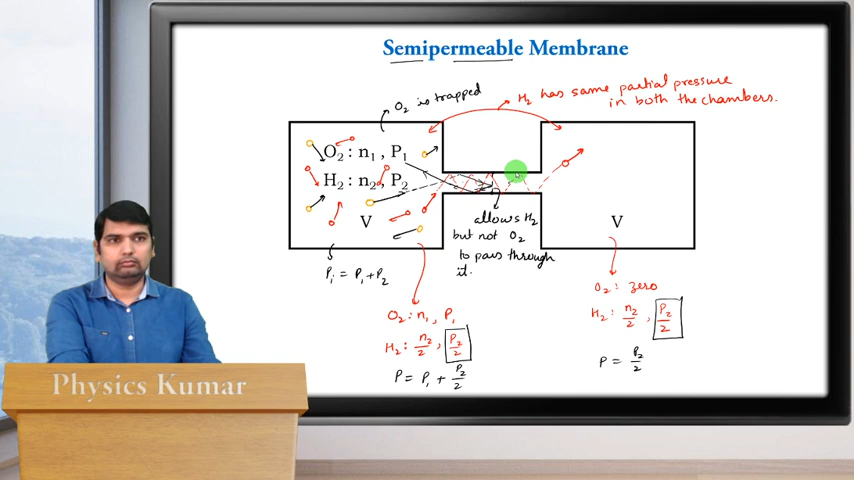 Semipermeable Membrane
O₂ is trapped
H₂ has same partial pressure
in both the chambers.
O₂ : n₁ , P₁
H₂ : n₂ , P₂
V
allows H₂
but not O₂
to pass through
it.
V
Pᵢ = P₁ + P₂
O₂ : n₁ , P₁
H₂ : n₂/2 , P₂/2
P = P₁ + P₂/2
O₂ : zero
H₂ : n₂/2 , P₂/2
P = P₂/2
Physics Kumar